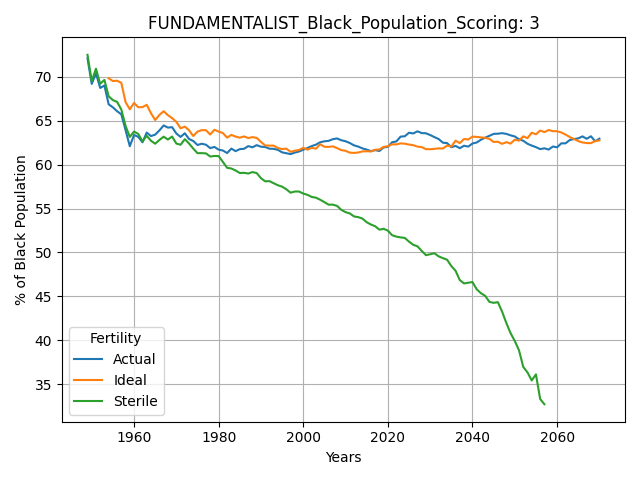 FUNDAMENTALIST_Black_Population_Scoring: 3
% of Black Population
70
65
60
55
50
45
40
35
Fertility
Actual
Ideal
Sterile
1960 1980 2000 2020 2040 2060
Years